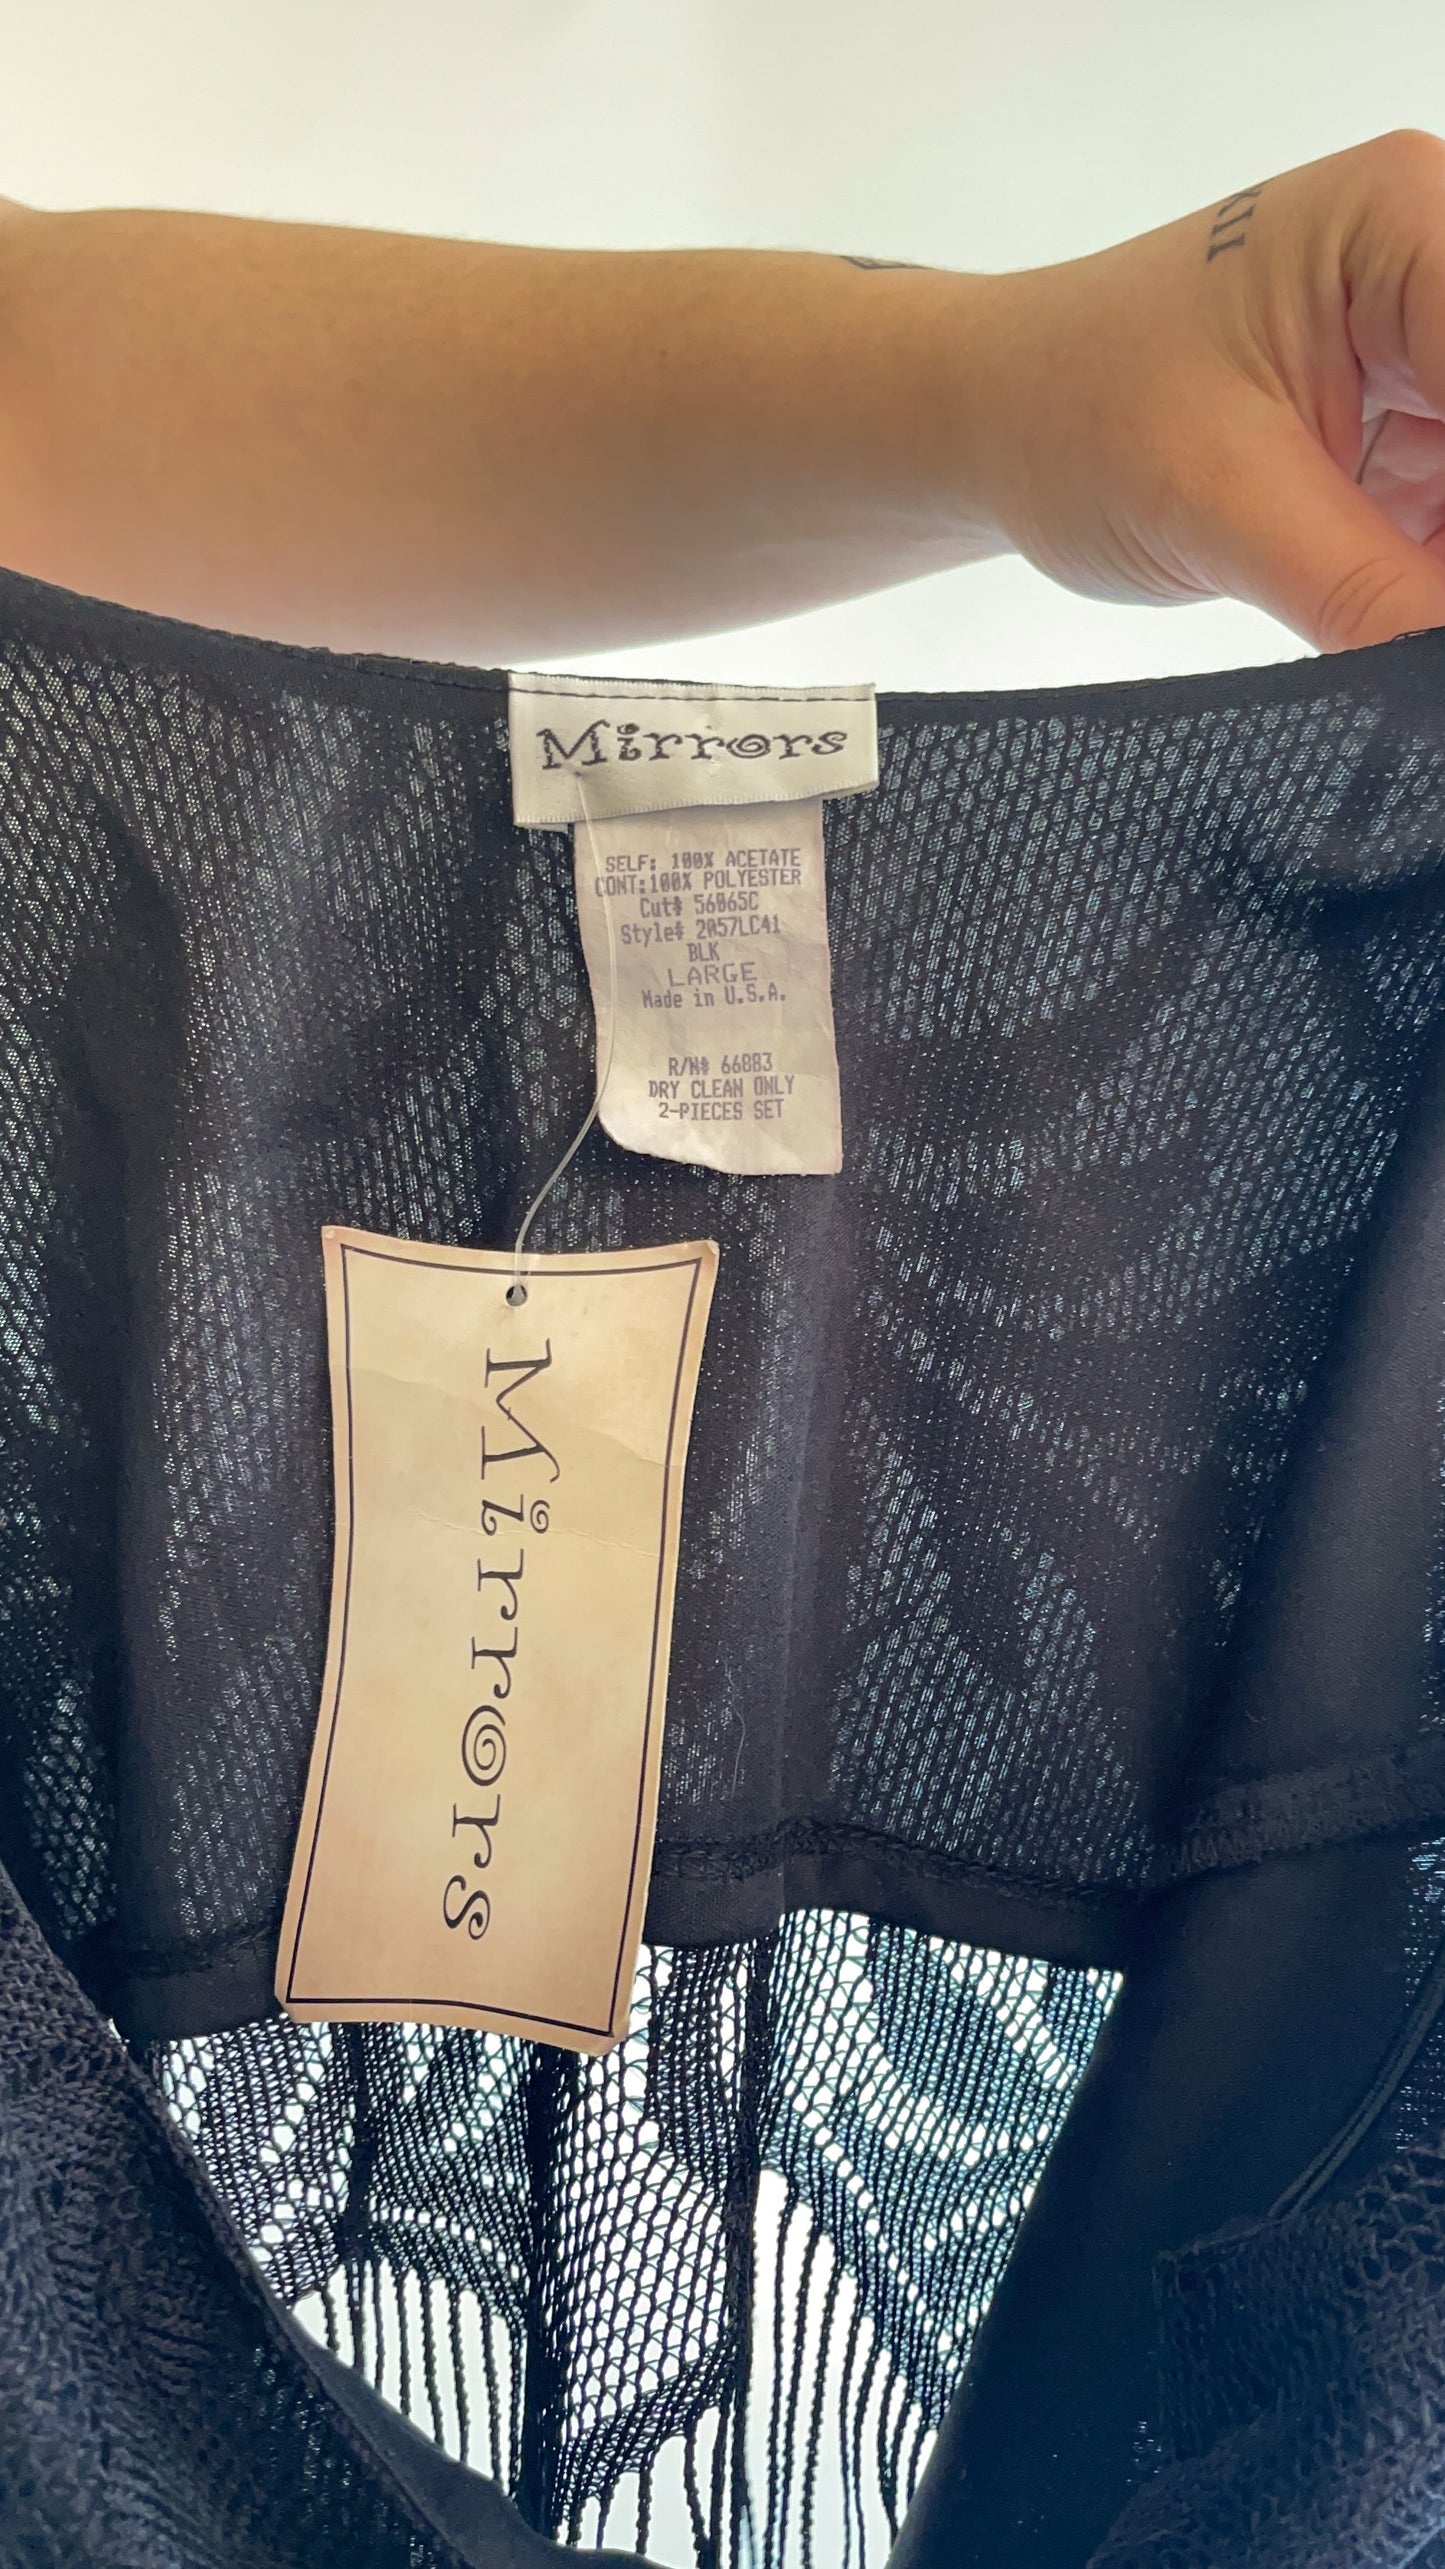 XII
Mirrors
SELF: 100% ACETATE
CONT:100% POLYESTER
Cut# 56065C
Style# 2057LC41
BLK
LARGE
Made in U.S.A.
R/N# 66883
DRY CLEAN ONLY
2-PIECES SET
Mirrors